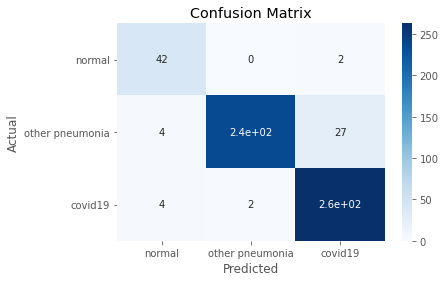 Confusion Matrix
normal 42 0 2
other pneumonia 4 2.4e+02 27
covid19 4 2 2.6e+02
normal other pneumonia covid19
Predicted
Actual
250
200
150
100
50
0